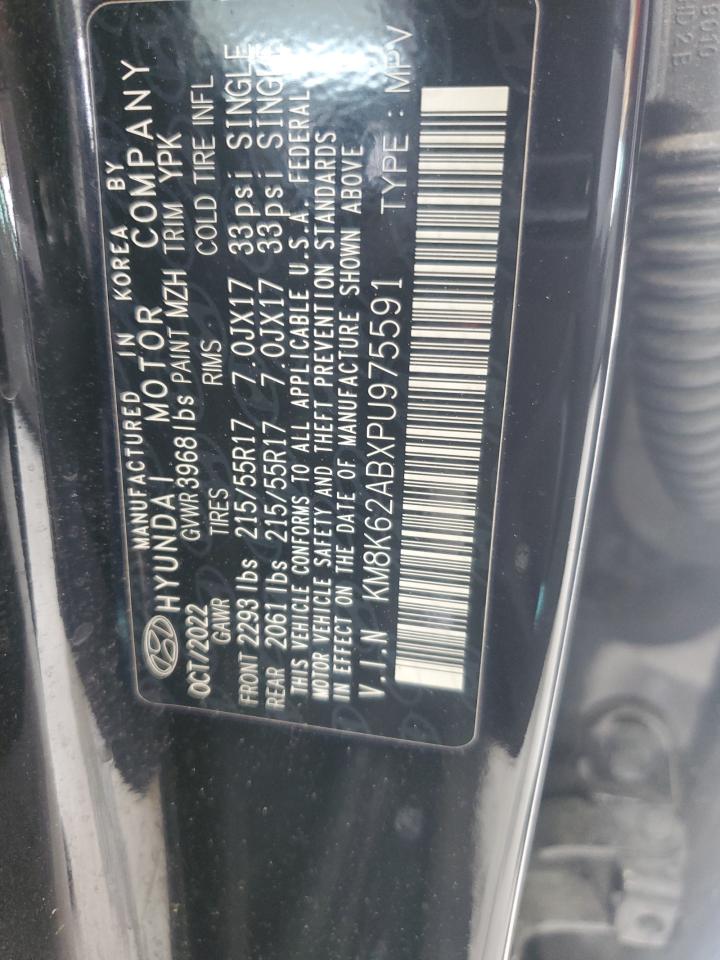 MANUFACTURED IN KOREA BY
HYUNDAI MOTOR COMPANY
OCT/2022 GVWR 3968 lbs PAINT MZH TRIM YPK
GAWR TIRES RIMS COLD TIRE INFL
FRONT 2293 lbs 215/55R17 7.0JX17 33psi SINGLE
REAR 2061 lbs 215/55R17 7.0JX17 33psi SINGLE
THIS VEHICLE CONFORMS TO ALL APPLICABLE U.S.A. FEDERAL
MOTOR VEHICLE SAFETY AND THEFT PREVENTION STANDARDS
IN EFFECT ON DATE OF MANUFACTURE SHOWN ABOVE
V.I.N KM8K62ABXPU975591 TYPE : MPV